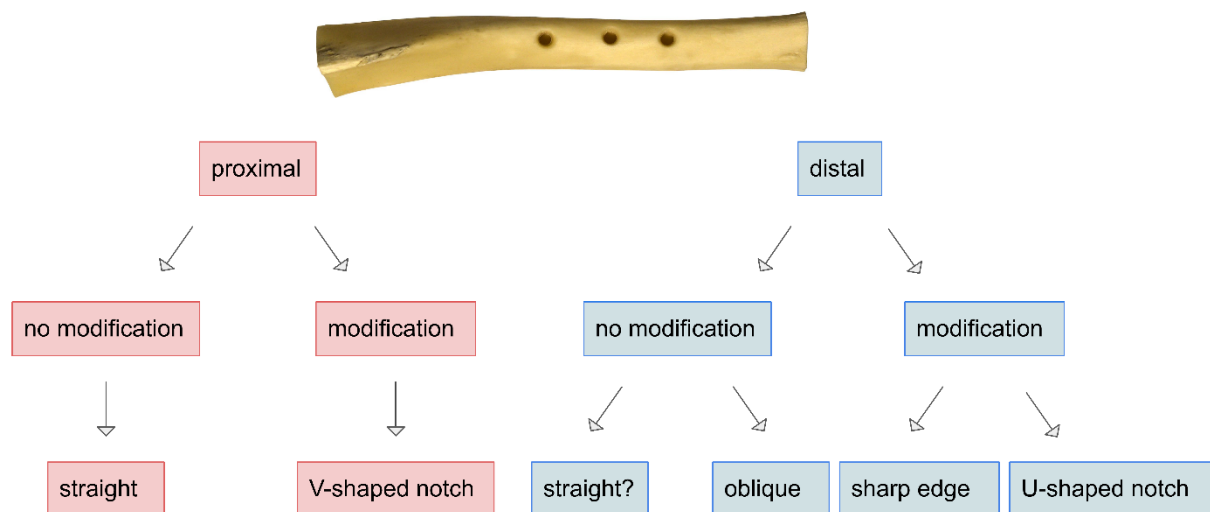 proximal
distal
no modification
modification
no modification
modification
straight
V-shaped notch
straight?
oblique
sharp edge
U-shaped notch